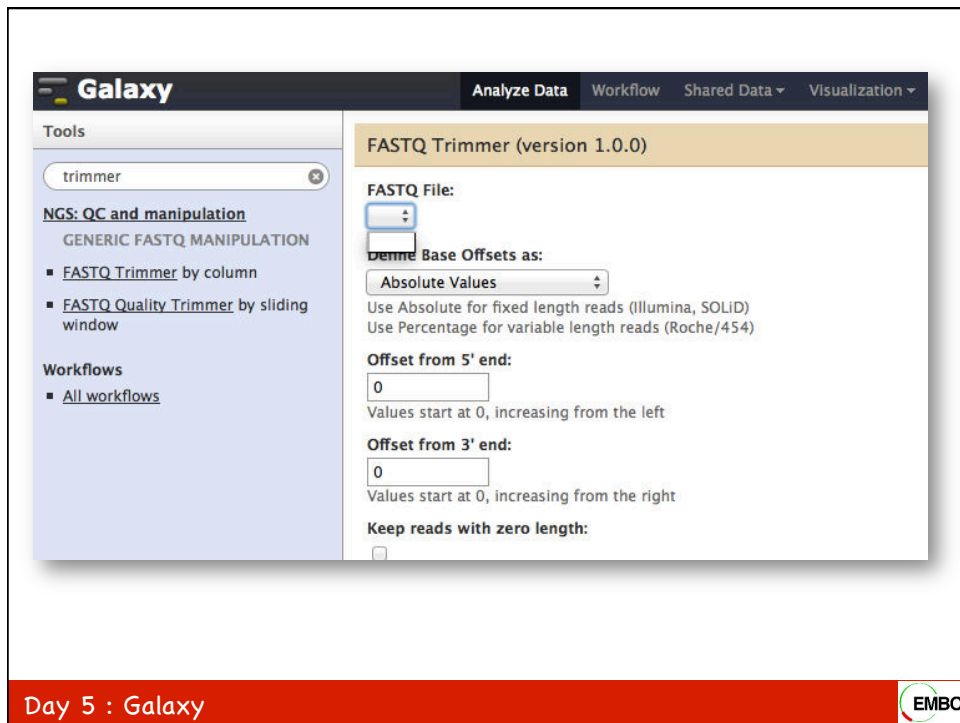 Galaxy
Analyze Data Workflow Shared Data Visualization
Tools
trimmer
NGS: QC and manipulation
GENERIC FASTQ MANIPULATION
FASTQ Trimmer by column
FASTQ Quality Trimmer by sliding
window
Workflows
All workflows
FASTQ Trimmer (version 1.0.0)
FASTQ File:
Define Base Offsets as:
Absolute Values
Use Absolute for fixed length reads (Illumina, SOLiD)
Use Percentage for variable length reads (Roche/454)
Offset from 5' end:
0
Values start at 0, increasing from the left
Offset from 3' end:
0
Values start at 0, increasing from the right
Keep reads with zero length:
Day 5 : Galaxy
EMBO